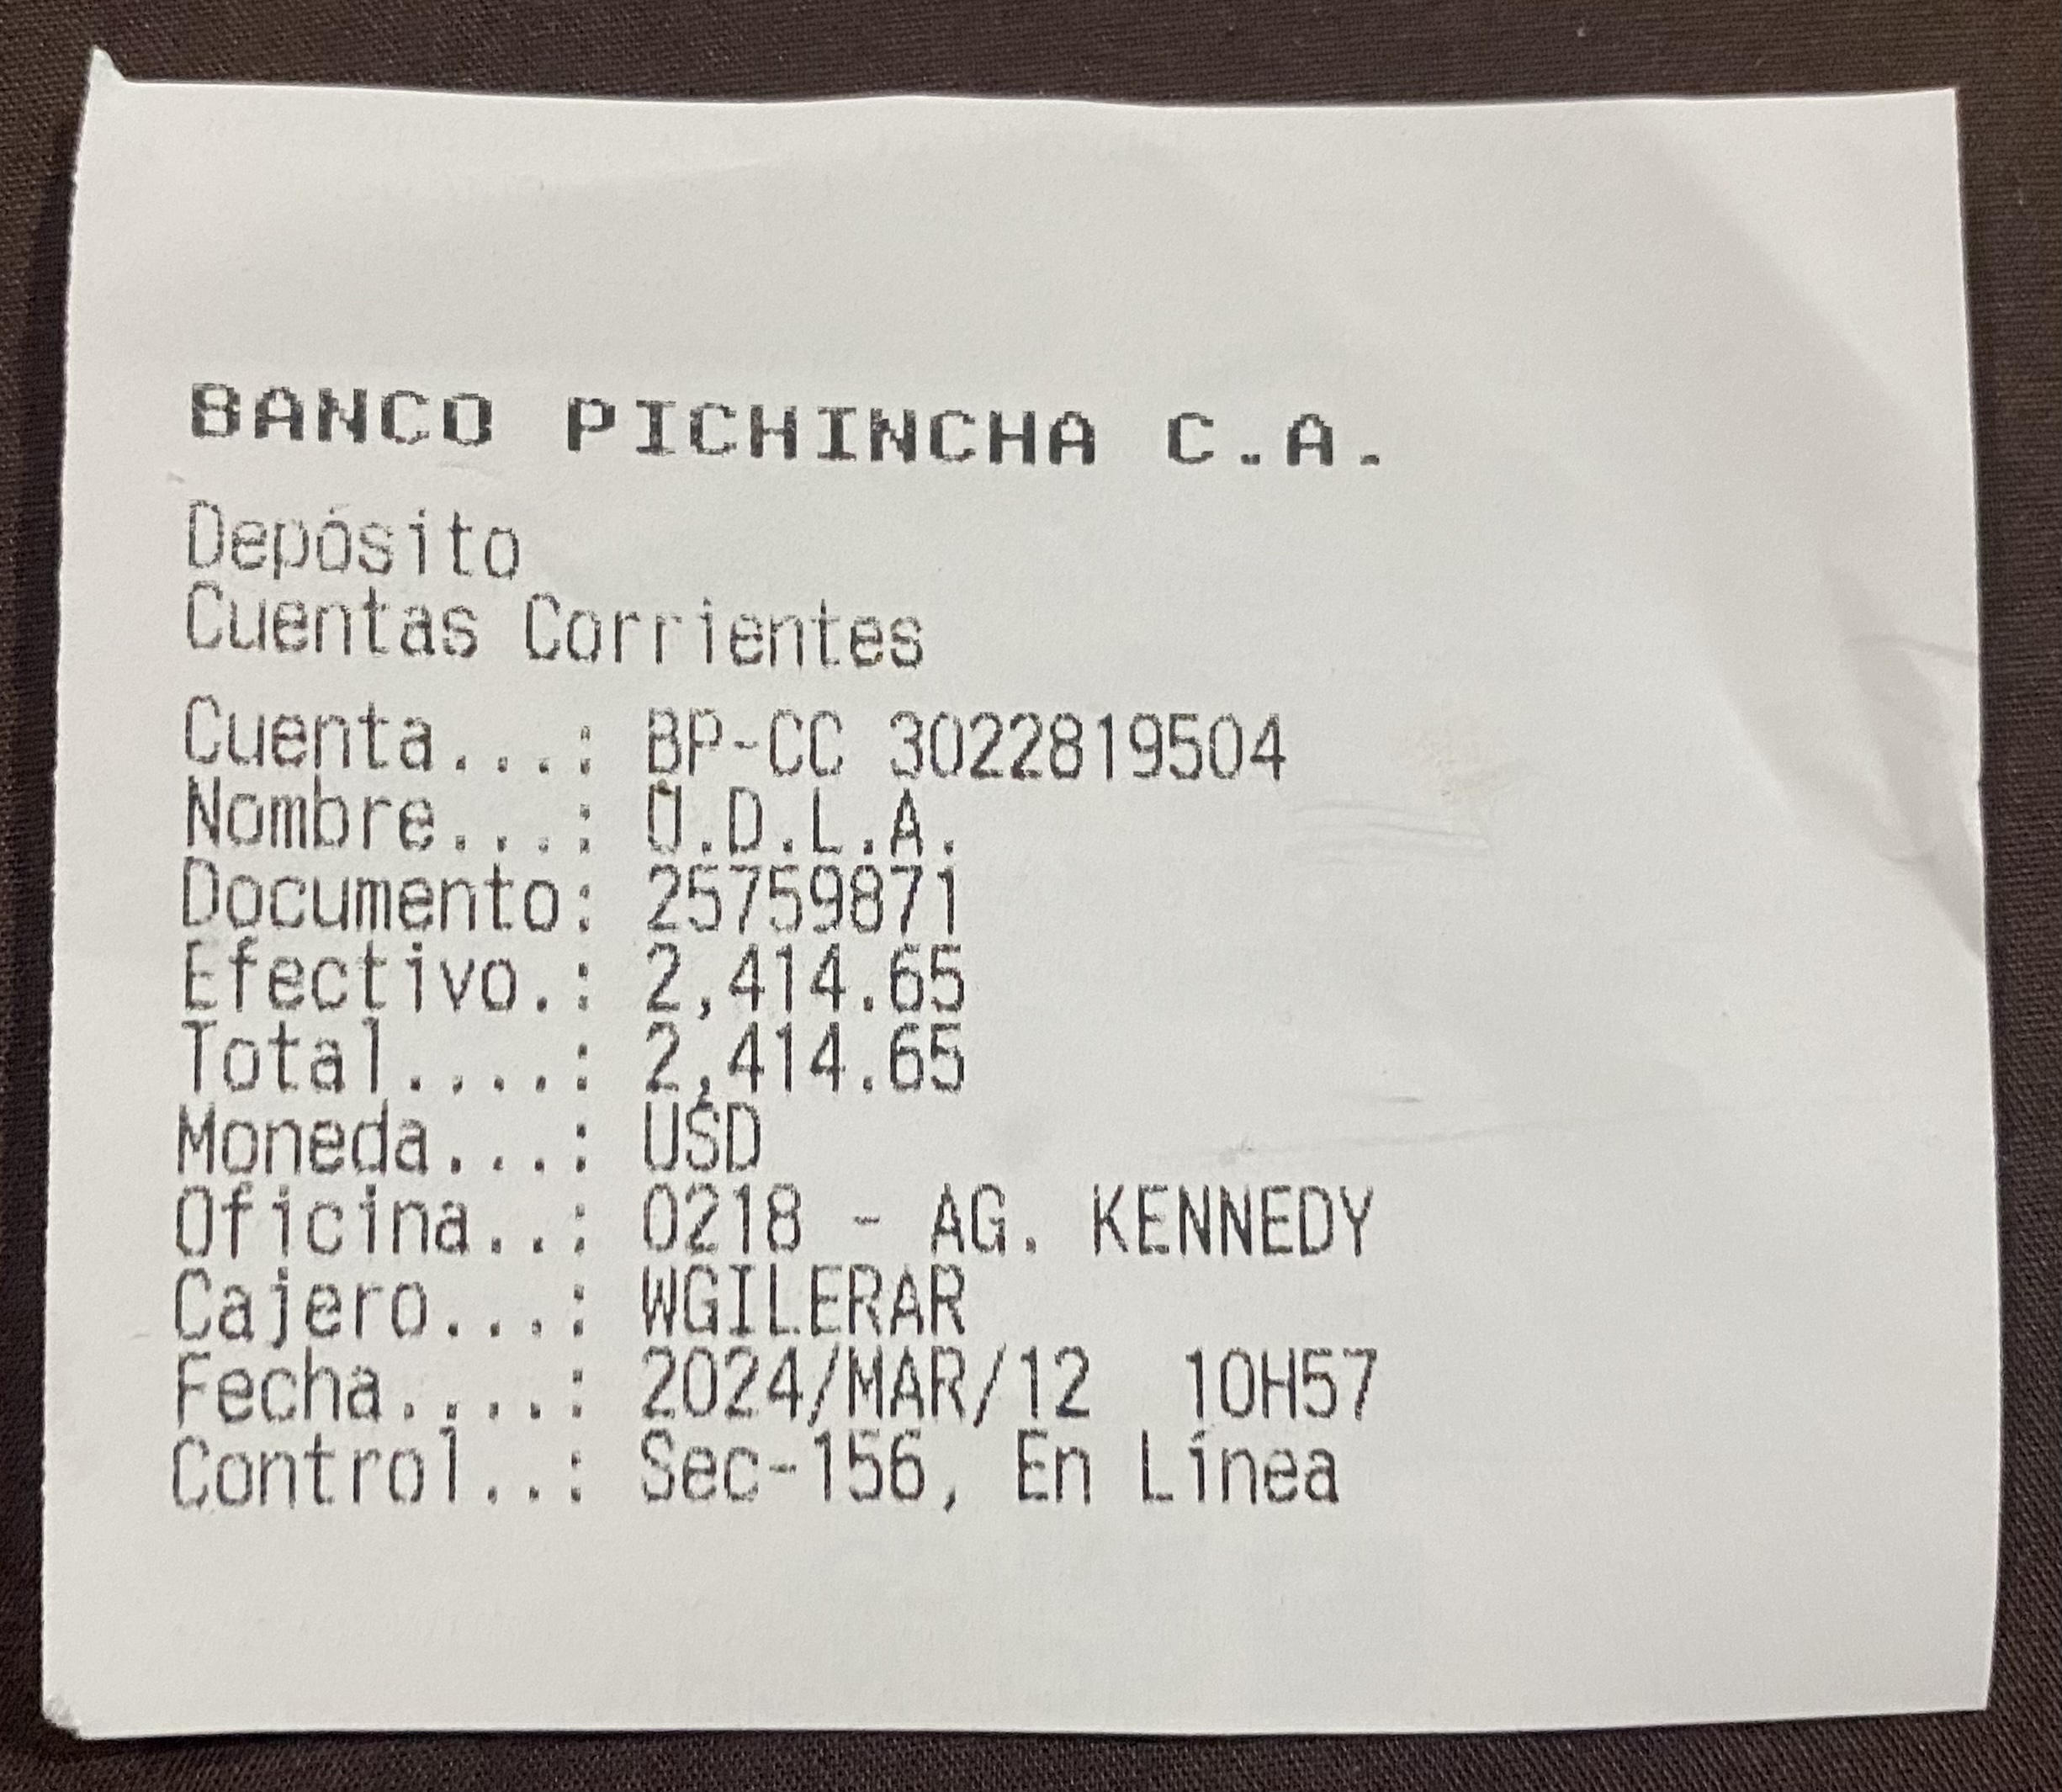 BANCO PICHINCHA C.A.
Depósito
Cuentas Corrientes
Cuenta...: BP-CC 3022819504
Nombre...: U.D.L.A.
Documento: 25759871
Efectivo.: 2,414.65
Total....: 2,414.65
Moneda...: USD
Oficina..: 0218 - AG. KENNEDY
Cajero...: WGILERAR
Fecha....: 2024/MAR/12  10H57
Control..: Sec-156, En Línea